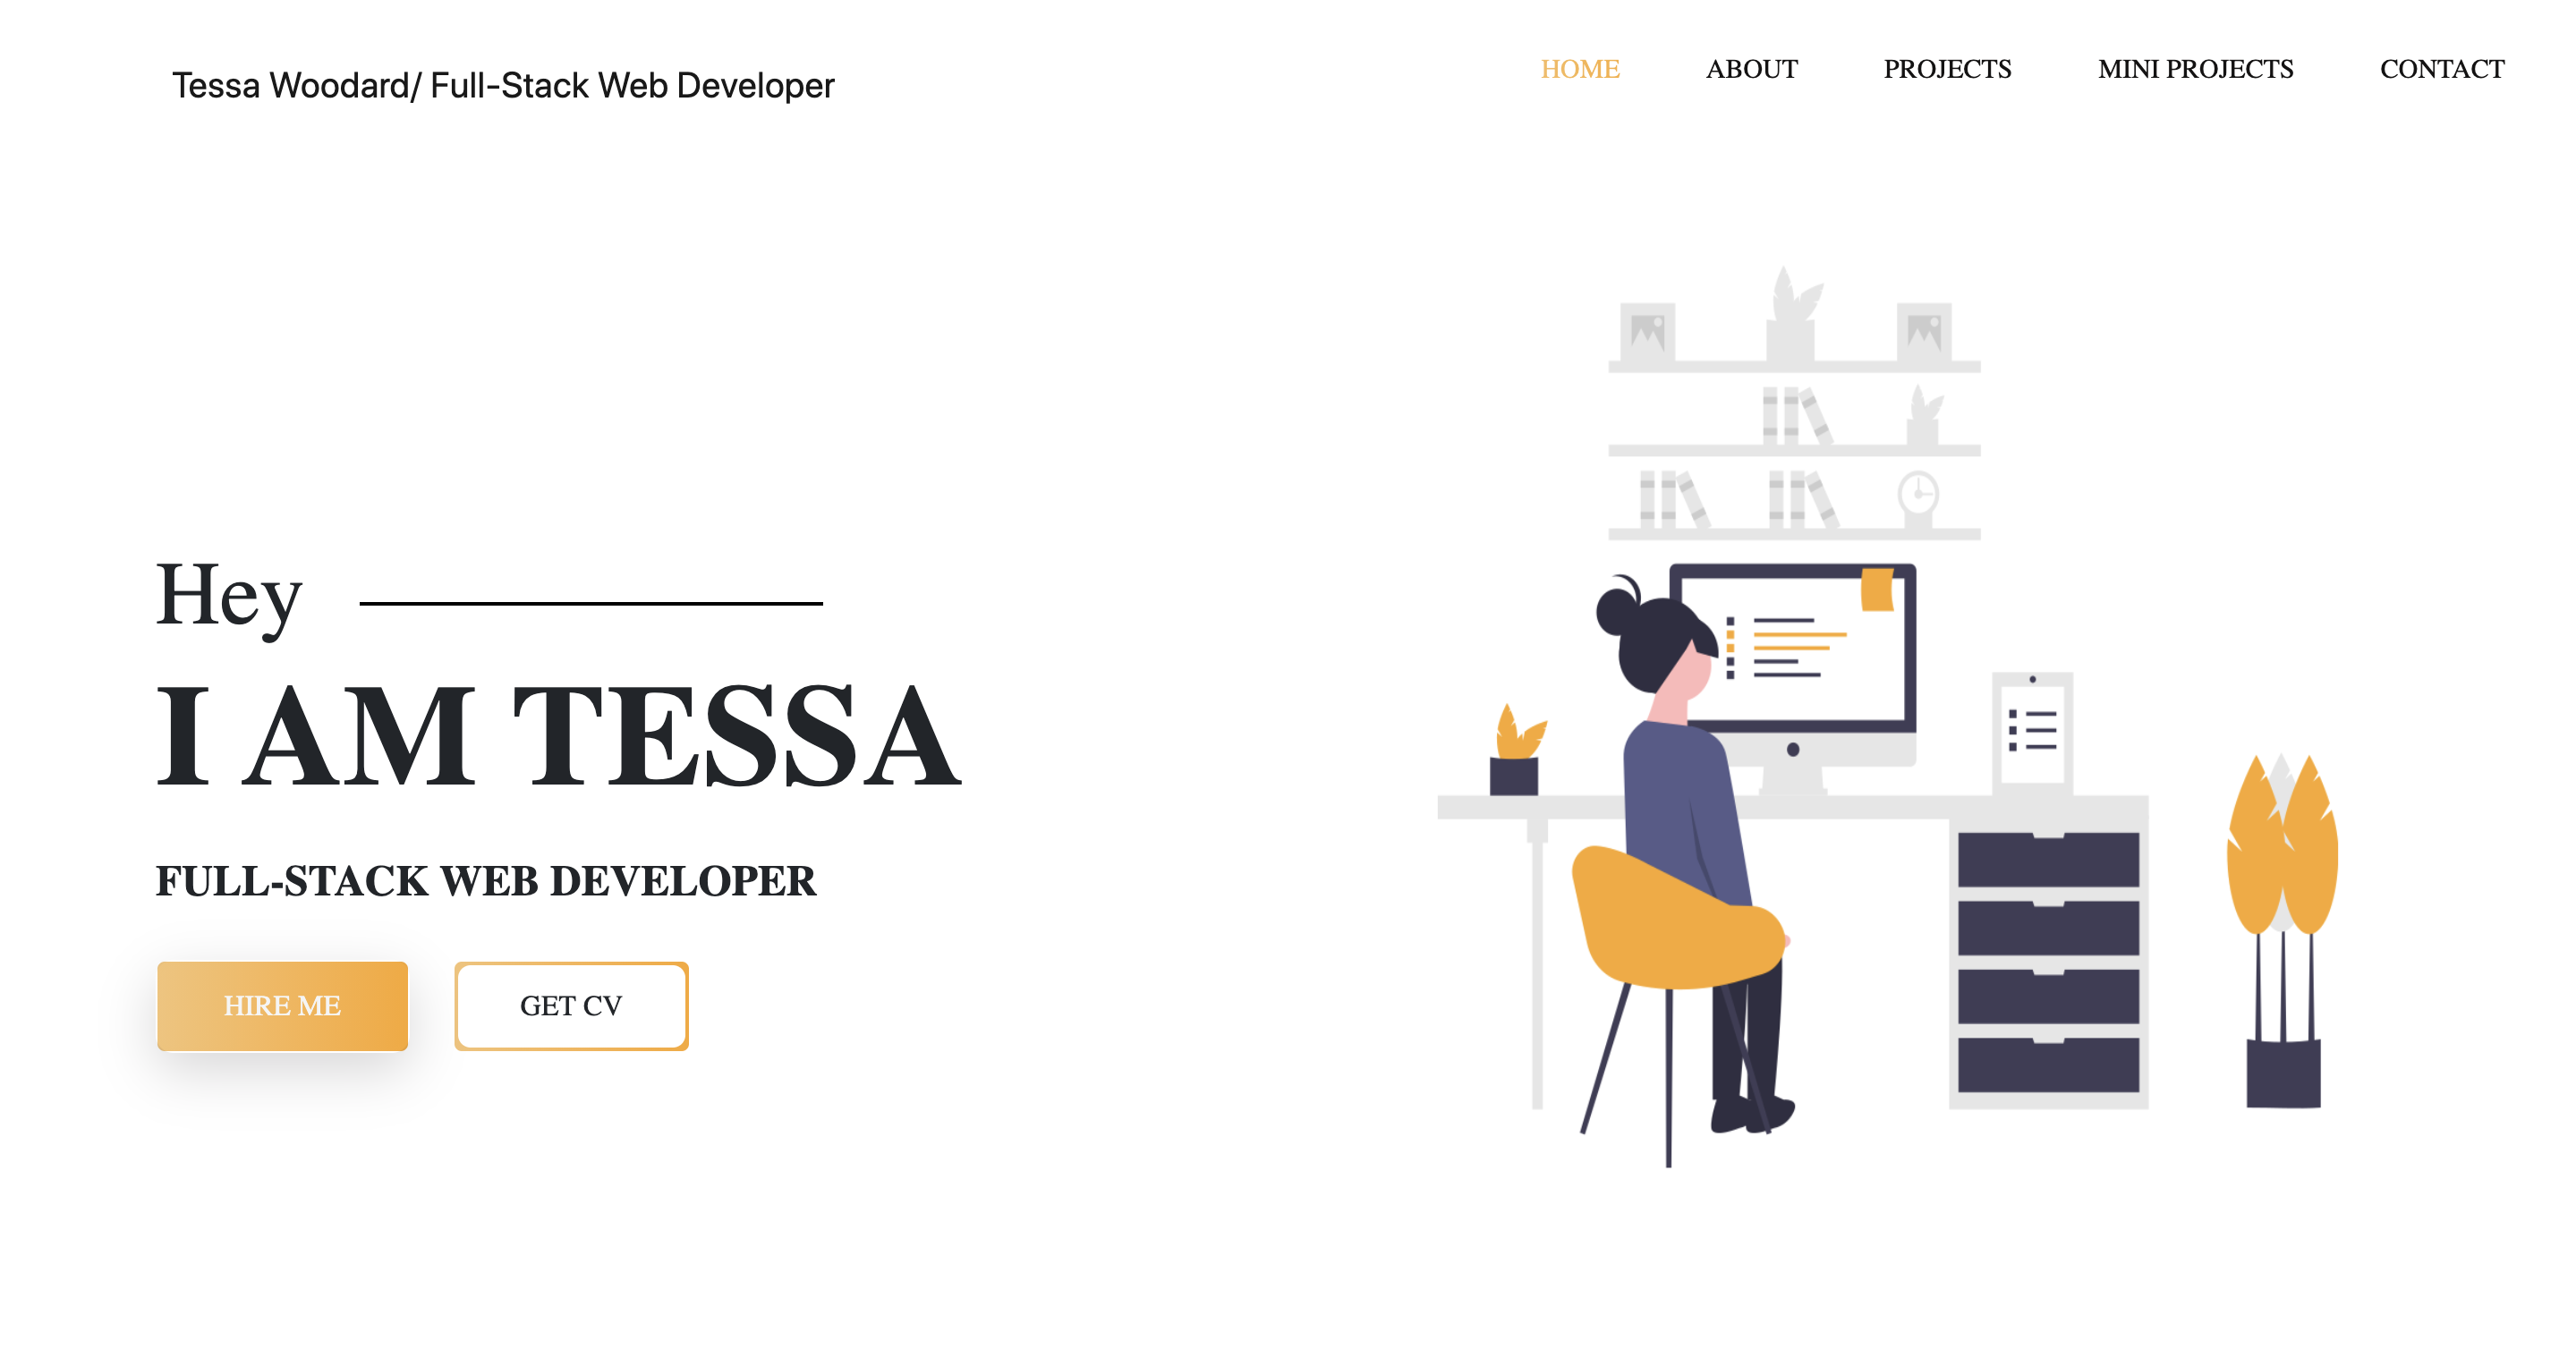 Tessa Woodard/ Full-Stack Web Developer
HOME ABOUT PROJECTS MINI PROJECTS CONTACT
Hey
I AM TESSA
FULL-STACK WEB DEVELOPER
HIRE ME GET CV